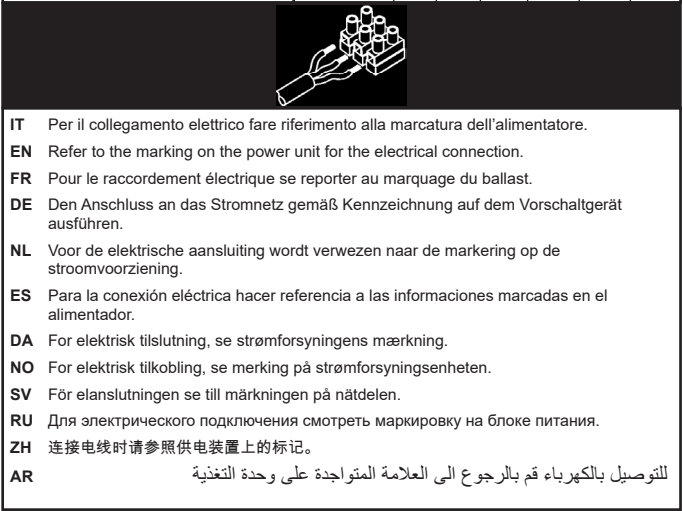 IT Per il collegamento elettrico fare riferimento alla marcatura dell'alimentatore.
EN Refer to the marking on the power unit for the electrical connection.
FR Pour le raccordement électrique se reporter au marquage du ballast.
DE Den Anschluss an das Stromnetz gemäß Kennzeichnung auf dem Vorschaltgerät
ausführen.
NL Voor de elektrische aansluiting wordt verwezen naar de markering op de
stroomvoorziening.
ES Para la conexión eléctrica hacer referencia a las informaciones marcadas en el
alimentador.
DA For elektrisk tilslutning, se strømforsyningens mærkning.
NO For elektrisk tilkobling, se merking på strømforsyningsenheten.
SV För elanslutningen se till märkningen på nätdelen.
RU Для электрического подключения смотреть маркировку на блоке питания.
ZH 连接电线时请参照供电装置上的标记。
AR للتوصيل بالكهرباء قم بالرجوع الى العلامة المتواجدة على وحدة التغذية